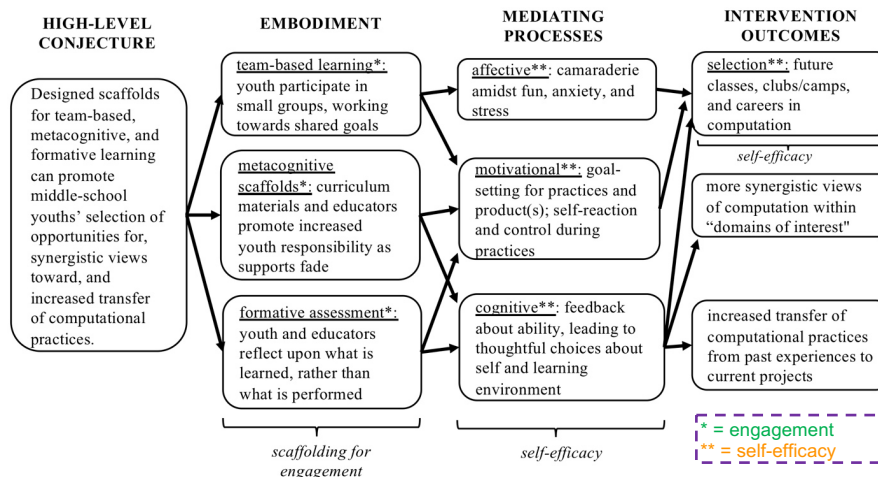 HIGH-LEVEL
CONJECTURE
Designed scaffolds
for team-based,
metacognitive, and
formative learning
can promote
middle-school
youths’ selection of
opportunities for,
synergistic views
toward, and
increased transfer
of computational
practices.
EMBODIMENT
team-based learning*:
youth participate in
small groups, working
towards shared goals
metacognitive
scaffolds*: curriculum
materials and educators
promote increased
youth responsibility as
supports fade
formative assessment*:
youth and educators
reflect upon what is
learned, rather than
what is performed
scaffolding for
engagement
MEDIATING
PROCESSES
affective**: camaraderie
amidst fun, anxiety, and
stress
motivational**: goal-
setting for practices and
product(s); self-reaction
and control during
practices
cognitive**: feedback
about ability, leading to
thoughtful choices about
self and learning
environment
self-efficacy
INTERVENTION
OUTCOMES
selection**: future
classes, clubs/camps,
and careers in
computation
self-efficacy
more synergistic views
of computation within
“domains of interest"
increased transfer of
computational practices
from past experiences to
current projects
* = engagement
** = self-efficacy